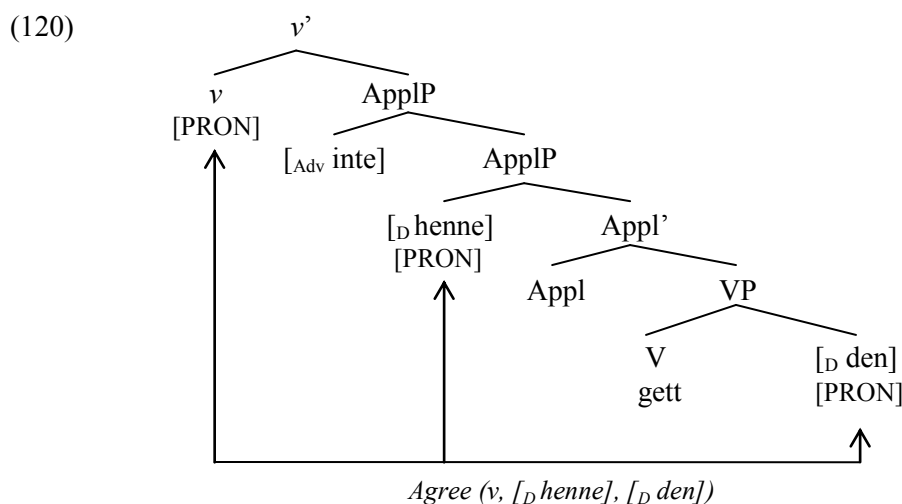 (120)
v’
v ApplP
[PRON]
[Adv inte] ApplP
[D henne] Appl’
[PRON]
Appl VP
V [D den]
gett [PRON]
Agree (v, [D henne], [D den])